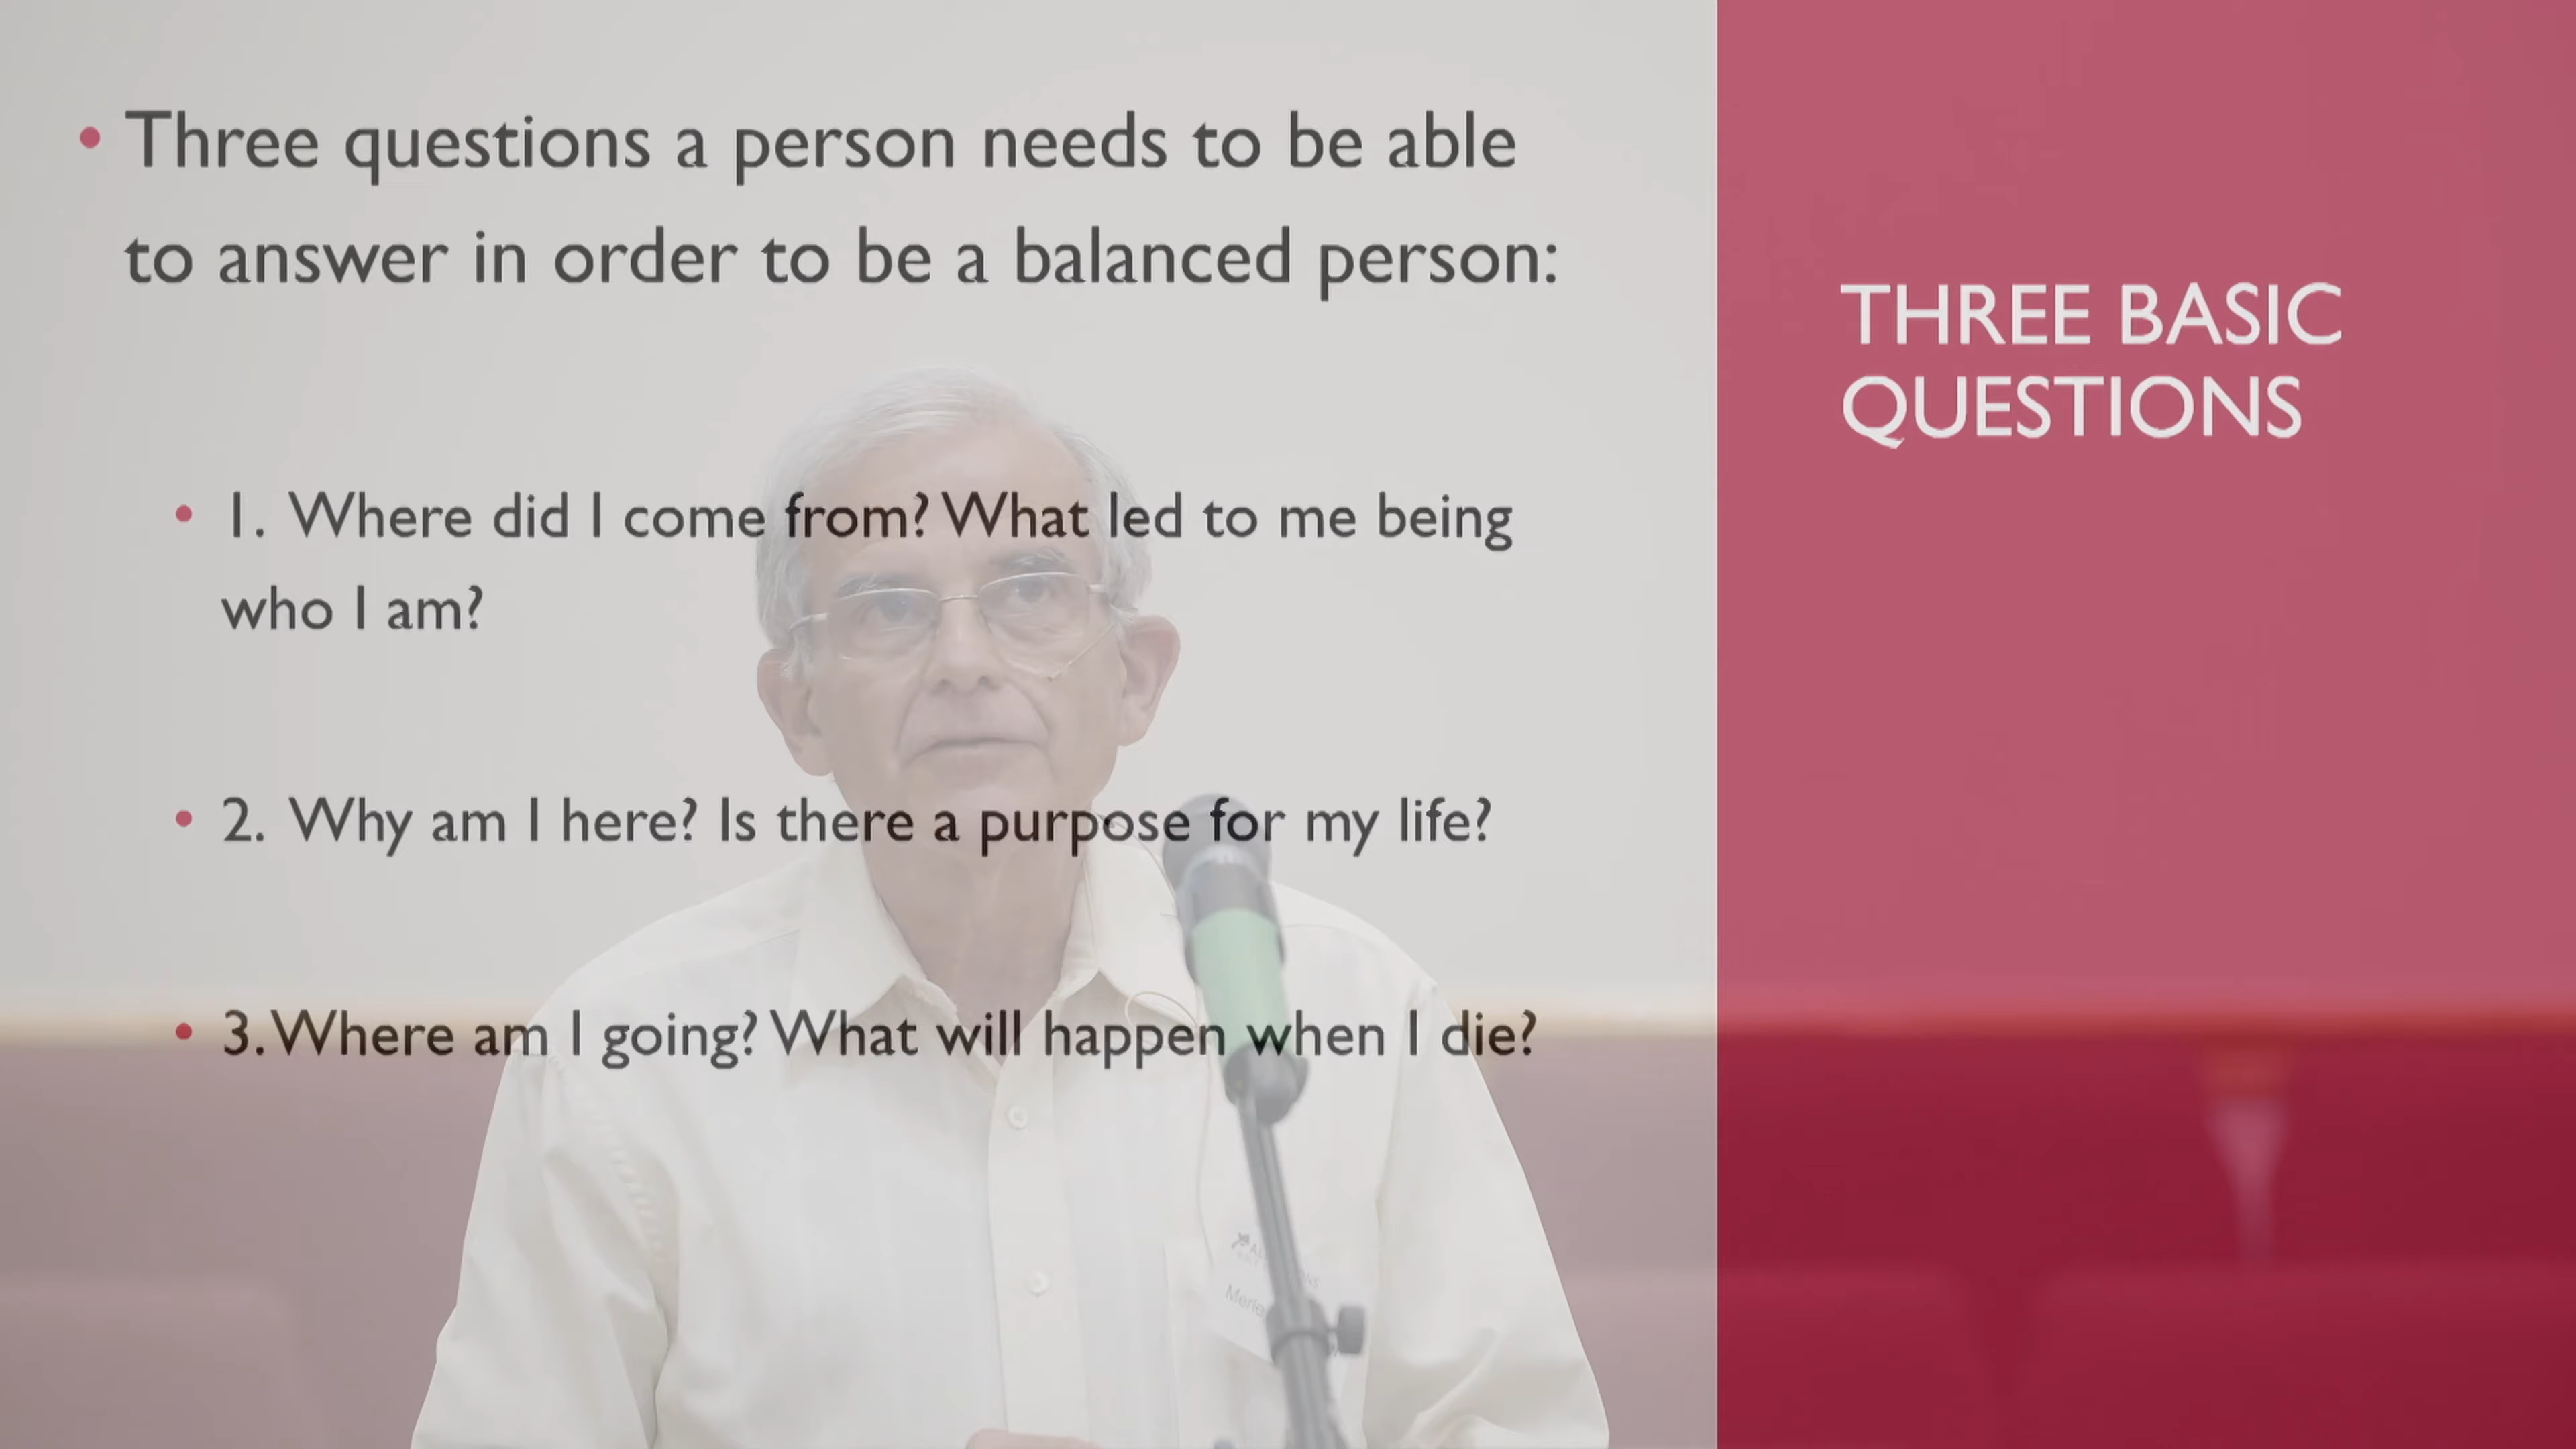 Three questions a person needs to be able
to answer in order to be a balanced person:
1. Where did I come from? What led to me being
who I am?
2. Why am I here? Is there a purpose for my life?
3. Where am I going? What will happen when I die?
THREE BASIC
QUESTIONS